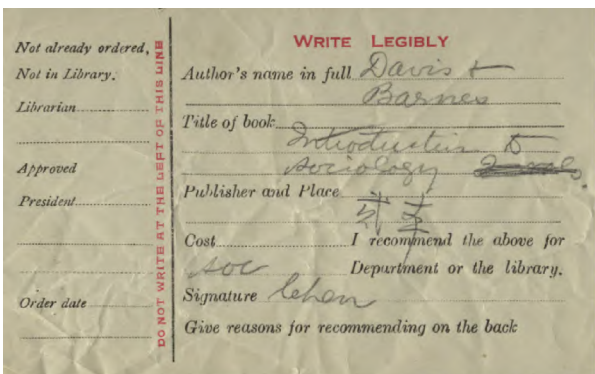 WRITE LEGIBLY
Not already ordered,
Not in Library.
Librarian
Approved
President
Order date
DO NOT WRITE AT THE LEFT OF THIS LINE
Author's name in full Davis +
Barnes
Title of book
Introduction to
Sociology
Publisher and Place
Cost I recommend the above for
soc Department or the library.
Signature Chen
Give reasons for recommending on the back